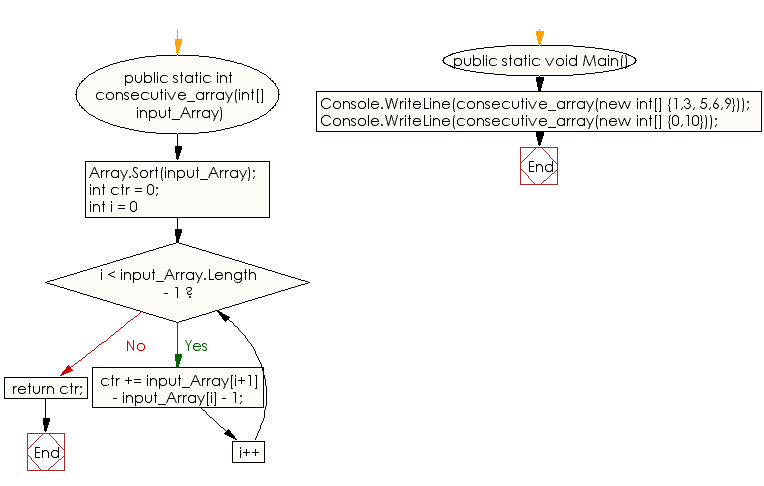 public static int
consecutive_array(int[]
input_Array)
Array.Sort(input_Array);
int ctr = 0;
int i = 0
i < input_Array.Length
- 1 ?
No
Yes
return ctr;
ctr += input_Array[i+1]
- input_Array[i] - 1;
End
i++
public static void Main()
Console.WriteLine(consecutive_array(new int[] {1,3, 5,6,9}));
Console.WriteLine(consecutive_array(new int[] {0,10}));
End